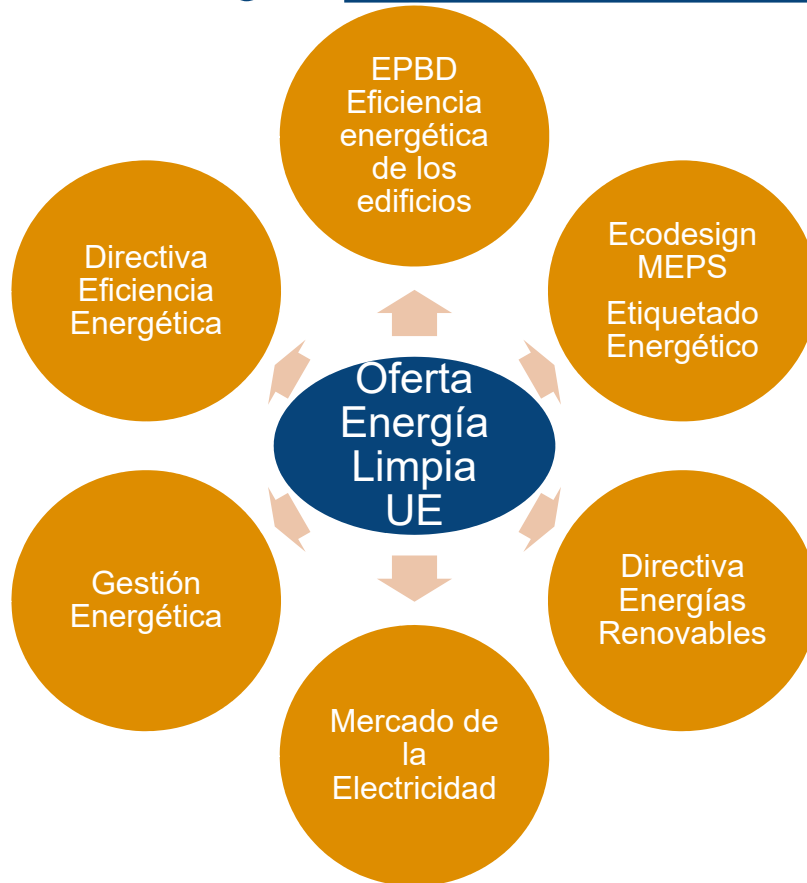 EPBD
Eficiencia
energética
de los
edificios
Ecodesign
MEPS
Etiquetado
Energético
Directiva
Eficiencia
Energética
Oferta
Energía
Limpia
UE
Gestión
Energética
Directiva
Energías
Renovables
Mercado de
la
Electricidad